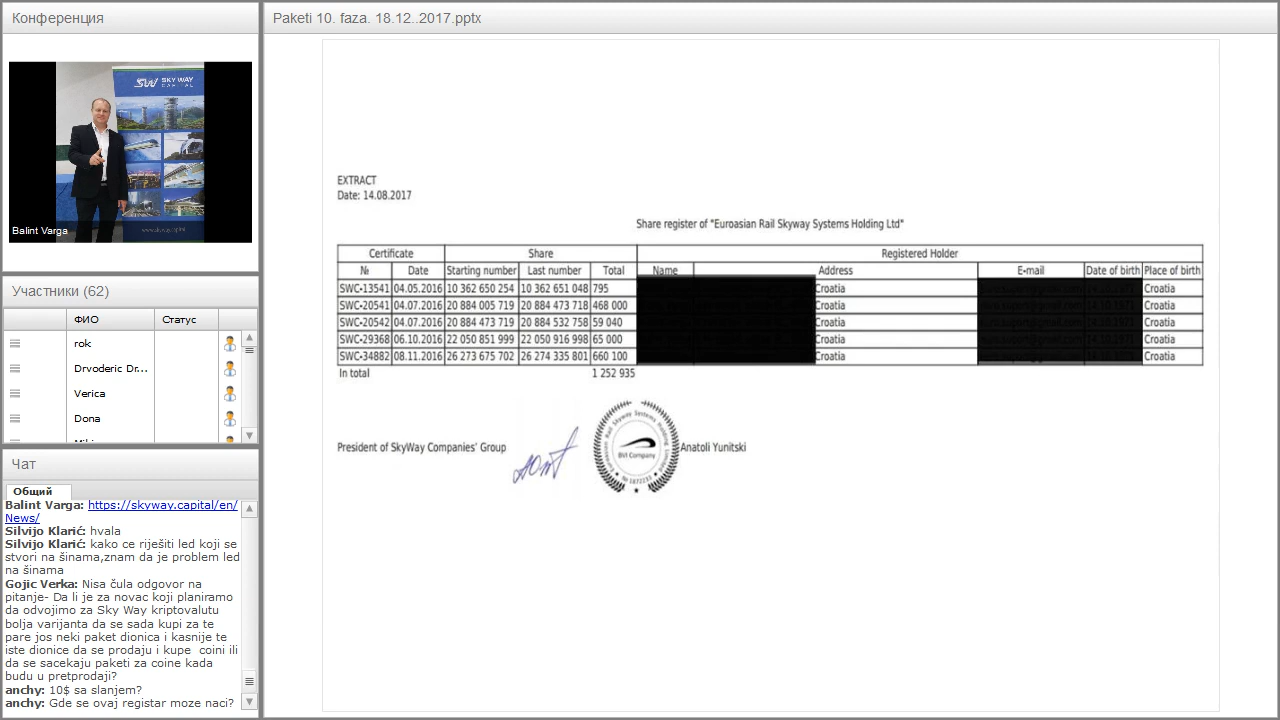 Конференция
SKY WAY
CAPITAL
Balint Varga
Участники (62)
ФИО Статус
rok
Drvoderic Dr...
Verica
Dona
Чат
Общий
Balint Varga: https://skyway.capital/en/
News/
Silvijo Klarić: hvala
Silvijo Klarić: kako ce riješiti led koji se
stvori na šinama,znam da je problem led
na šinama
Gojic Verka: Nisa čula odgovor na
pitanje- Da li je za novac koji planiramo
da odvojimo za Sky Way kriptovalutu
bolja varijanta da se sada kupi za te
pare jos neki paket dionica i kasnije te
iste dionice da se prodaju i kupe coini ili
da se sacekaju paketi za coine kada
budu u pretprodaji?
anchy: 10$ sa slanjem?
anchy: Gde se ovaj registar moze naci?
Paketi 10. faza. 18.12..2017.pptx
EXTRACT
Date: 14.08.2017
Share register of "Euroasian Rail Skyway Systems Holding Ltd"
Certificate Share Registered Holder
№ Date Starting number Last number Total Name Address E-mail Date of birth Place of birth
SWC-13541 04.05.2016 10 362 650 254 10 362 651 048 795 Croatia Croatia
SWC-20541 04.07.2016 20 884 005 719 20 884 473 718 468 000 Croatia Croatia
SWC-20542 04.07.2016 20 884 473 719 20 884 532 758 59 040 Croatia Croatia
SWC-29368 06.10.2016 22 050 851 999 22 050 916 998 65 000 Croatia Croatia
SWC-34882 08.11.2016 26 273 675 702 26 274 335 801 660 100 Croatia Croatia
In total 1 252 935
President of SkyWay Companies' Group
BVI Company
Anatoli Yunitski